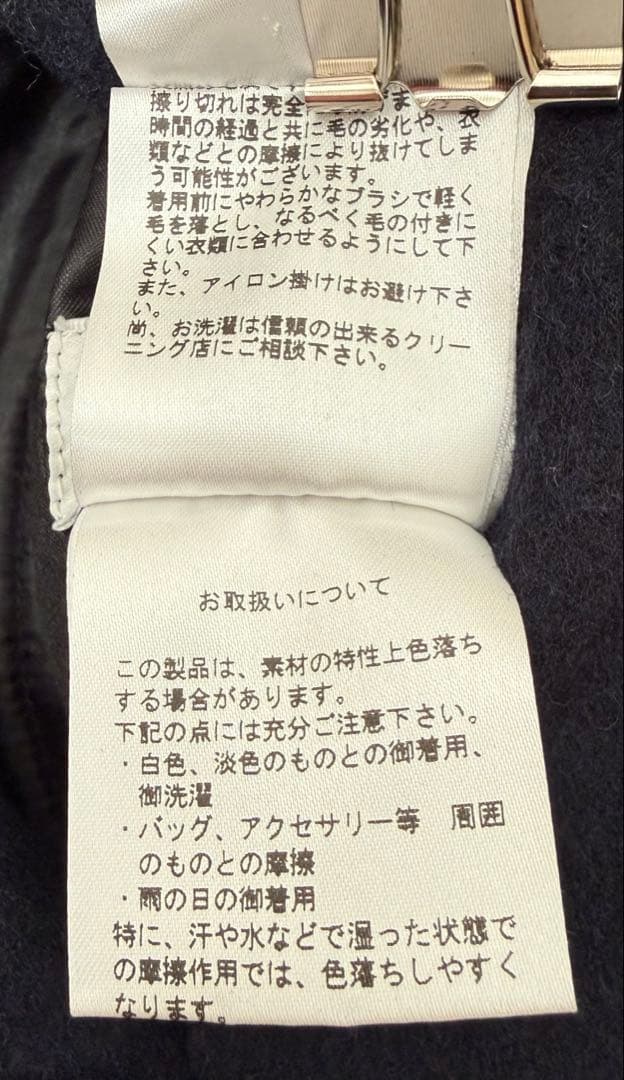 擦り切れは完全
時間の経過と共に毛の劣化や、衣
類などとの摩擦により抜けてしま
う可能性がございます。
着用前にやわらかなブラシで軽く
毛を落とし、なるべく毛の付きに
くい衣類に合わせるようにして下
さい。
また、アイロン掛けはお避け下さ
い。
尚、お洗濯は信頼の出来るクリー
ニング店にご相談下さい。
お取扱いについて
この製品は、素材の特性上色落ち
する場合があります。
下記の点には充分ご注意下さい。
・白色、淡色のものとの御着用、
御洗濯
・バッグ、アクセサリー等 周囲
のものとの摩擦
・雨の日の御着用
特に、汗や水などで湿った状態で
の摩擦作用では、色落ちしやすく
なります。